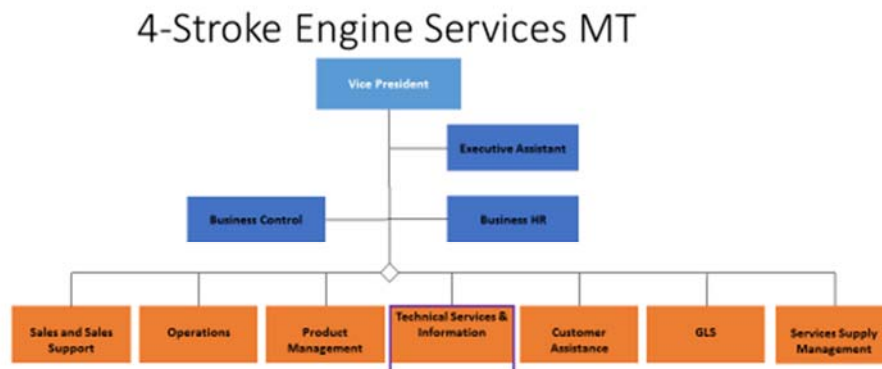 4-Stroke Engine Services MT
Vice President
Executive Assistant
Business Control
Business HR
Sales and Sales
Support
Operations
Product
Management
Technical Services &
Information
Customer
Assistance
GLS
Services Supply
Management